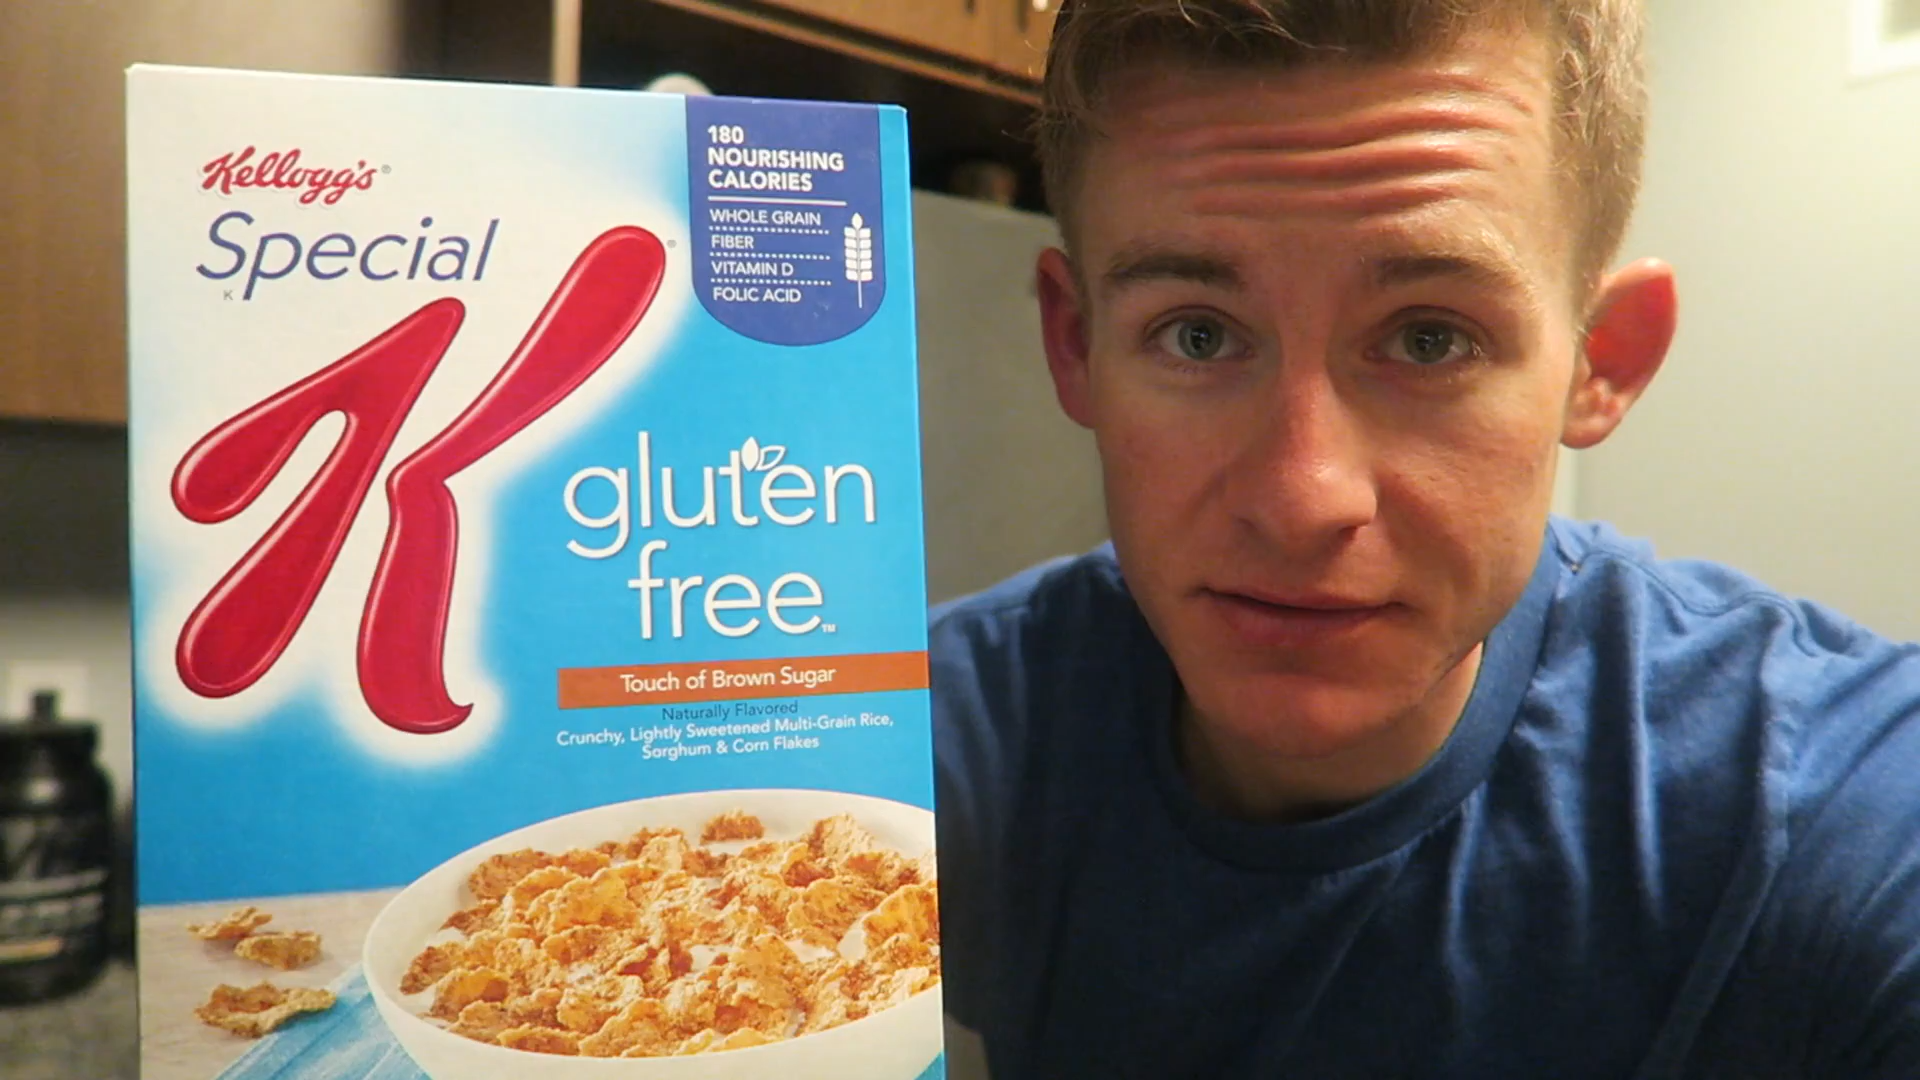 Kellogg's®
Special
K
K®
180
NOURISHING
CALORIES
WHOLE GRAIN
FIBER
VITAMIN D
FOLIC ACID
gluten
free™
Touch of Brown Sugar
Naturally Flavored
Crunchy, Lightly Sweetened Multi-Grain Rice,
Sorghum & Corn Flakes